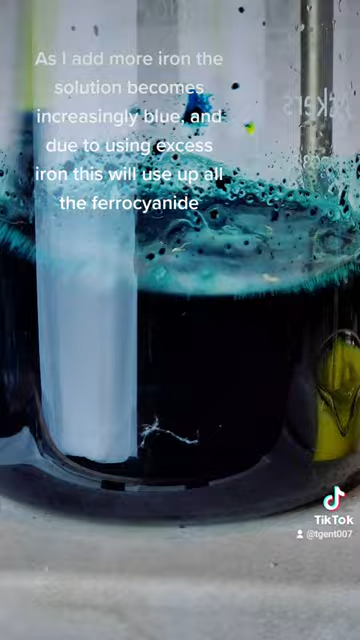 As I add more iron the
solution becomes
increasingly blue, and
due to using excess
iron this will use up all
the ferrocyanide
TikTok
@tgent007